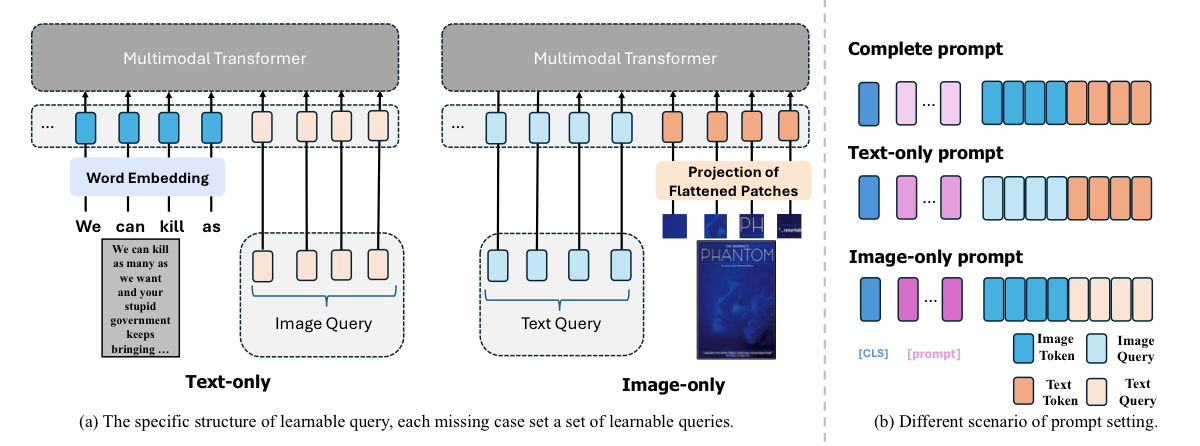 Multimodal Transformer
...
Word Embedding
We can kill as
We can kill
as many as
we want
and your
stupid
government
keeps
bringing ...
Image Query
Text-only
Multimodal Transformer
...
Projection of
Flattened Patches
PH
PHANTOM
Text Query
Image-only
(a) The specific structure of learnable query, each missing case set a set of learnable queries.
Complete prompt
...
Text-only prompt
...
Image-only prompt
...
[CLS]
[prompt]
Image
Token
Image
Query
Text
Token
Text
Query
(b) Different scenario of prompt setting.